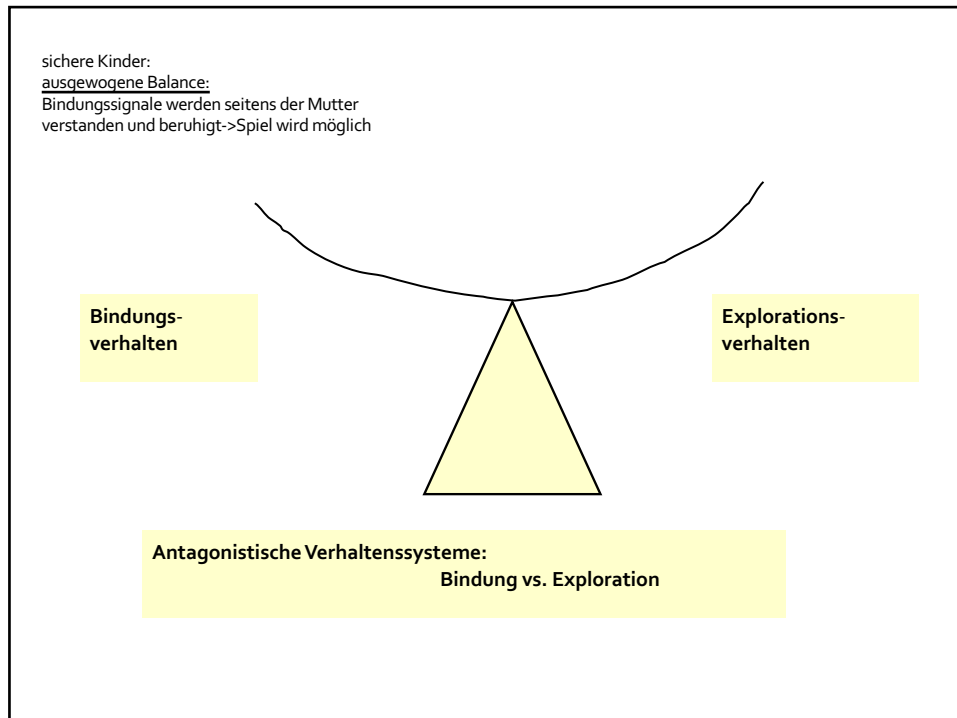 sichere Kinder:
ausgewogene Balance:
Bindungssignale werden seitens der Mutter
verstanden und beruhigt->Spiel wird möglich
Bindungs-
verhalten
Explorations-
verhalten
Antagonistische Verhaltenssysteme:
Bindung vs. Exploration